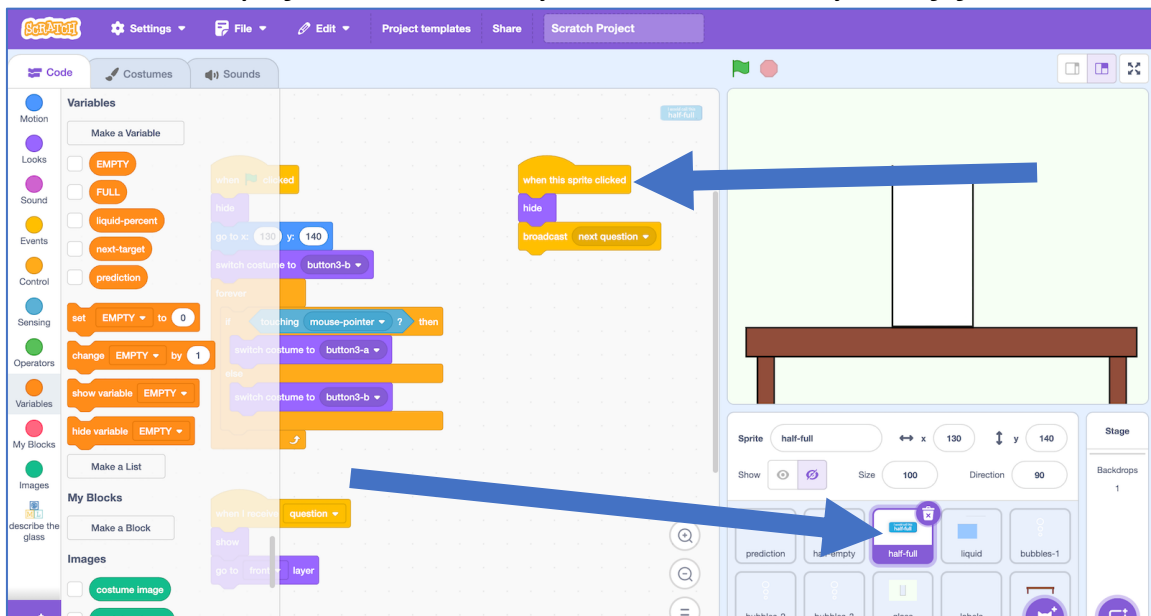 SCRATCH Settings File Edit Project templates Share Scratch Project
Code Costumes Sounds
Motion
Looks
Sound
Events
Control
Sensing
Operators
Variables
My Blocks
Images
describe the glass
Variables
Make a Variable
EMPTY
FULL
liquid-percent
next-target
prediction
set EMPTY to 0
change EMPTY by 1
show variable EMPTY
hide variable EMPTY
Make a List
My Blocks
Make a Block
Images
costume image
when clicked
hide
go to x: 130 y: 140
switch costume to button3-b
forever
if touching mouse-pointer ? then
switch costume to button3-a
else
switch costume to button3-b
when I receive question
show
go to front layer
half-full
when this sprite clicked
hide
broadcast next question
Sprite half-full x 130 y 140
Show Size 100 Direction 90
prediction half-empty half-full liquid bubbles-1
bubbles-2 bubbles-3 glass labels
Stage
Backdrops
1